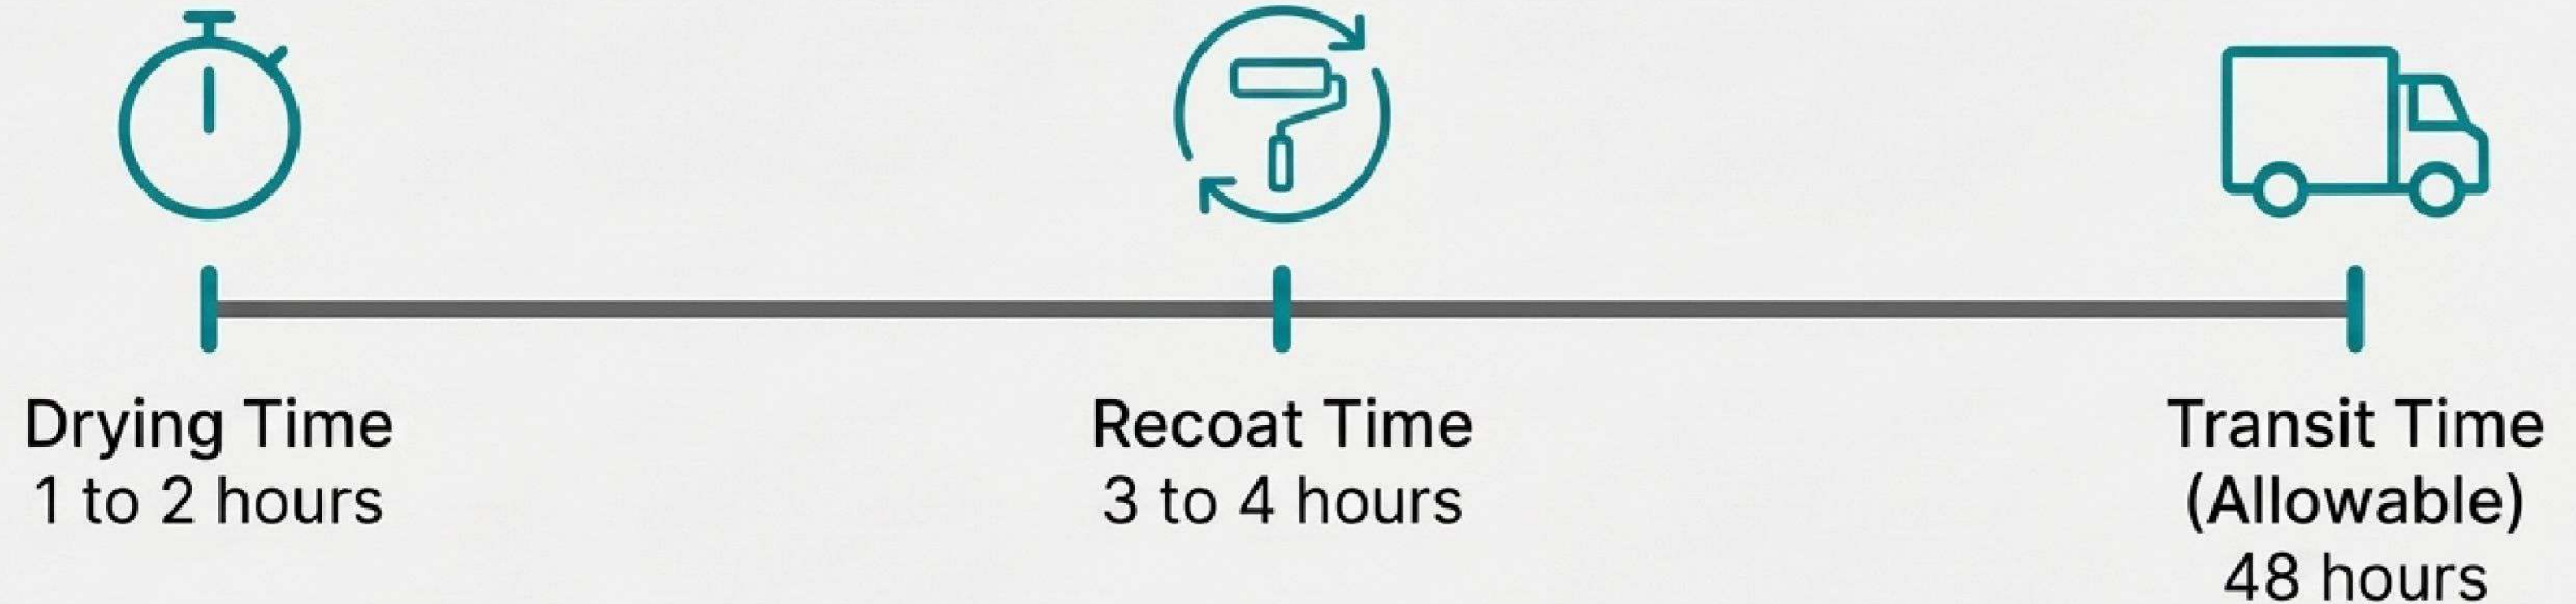 Drying Time
1 to 2 hours
Recoat Time
3 to 4 hours
Transit Time
(Allowable)
48 hours